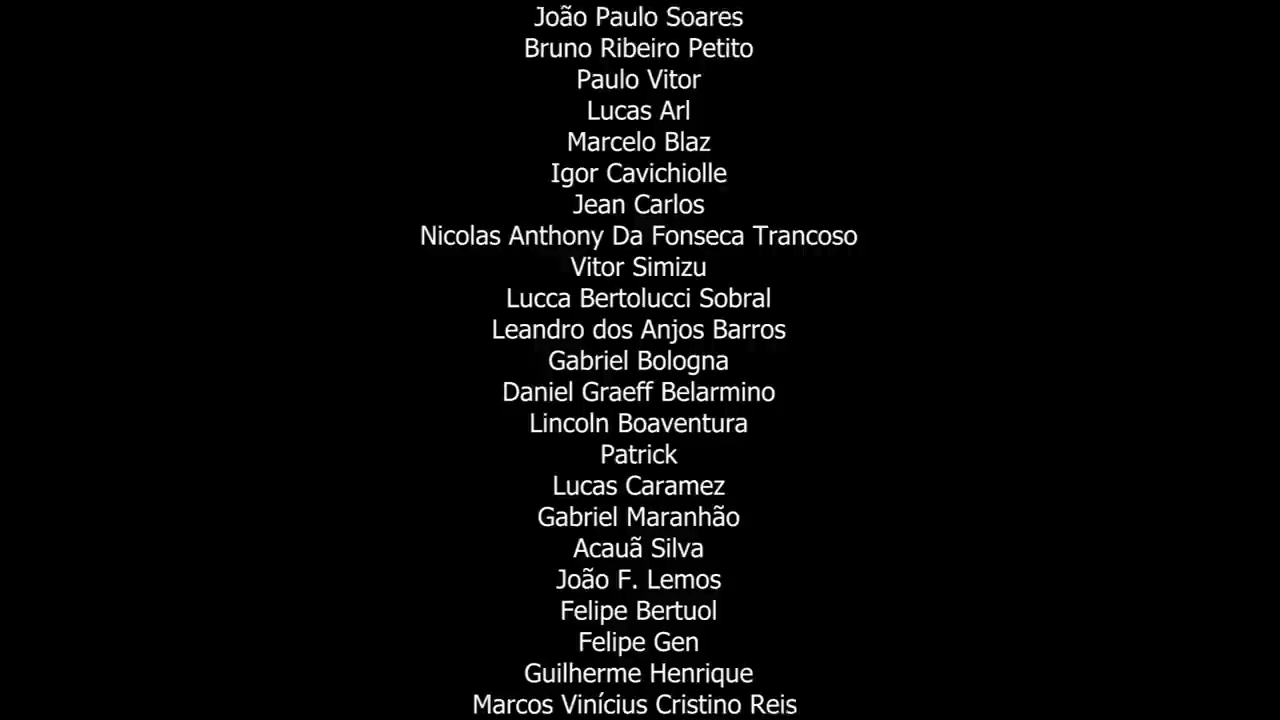 João Paulo Soares
Bruno Ribeiro Petito
Paulo Vitor
Lucas Arl
Marcelo Blaz
Igor Cavichiolle
Jean Carlos
Nicolas Anthony Da Fonseca Trancoso
Vitor Simizu
Lucca Bertolucci Sobral
Leandro dos Anjos Barros
Gabriel Bologna
Daniel Graeff Belarmino
Lincoln Boaventura
Patrick
Lucas Caramez
Gabriel Maranhão
Acauã Silva
João F. Lemos
Felipe Bertuol
Felipe Gen
Guilherme Henrique
Marcos Vinícius Cristino Reis